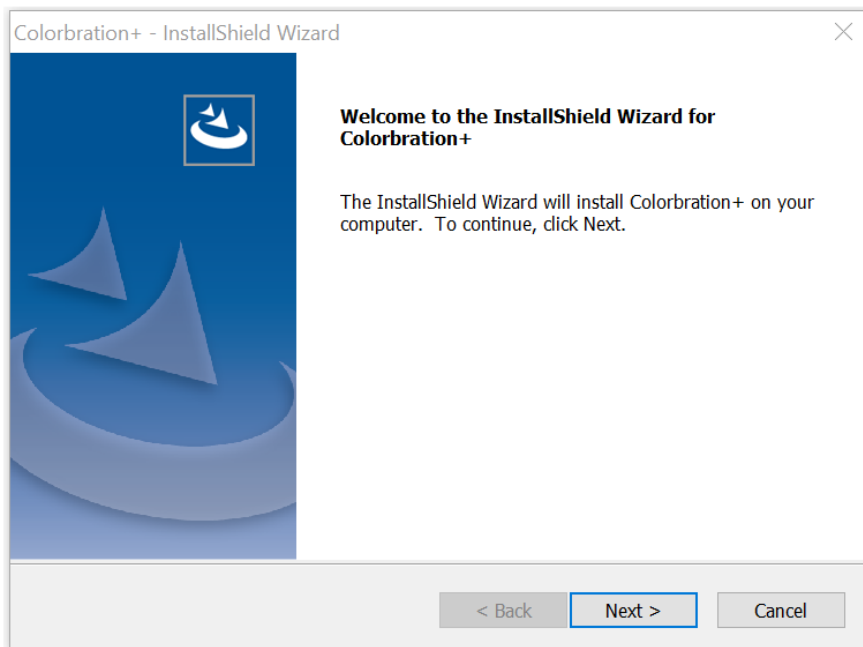 Colorbration+ - InstallShield Wizard
Welcome to the InstallShield Wizard for
Colorbration+
The InstallShield Wizard will install Colorbration+ on your
computer.  To continue, click Next.
< Back
Next >
Cancel